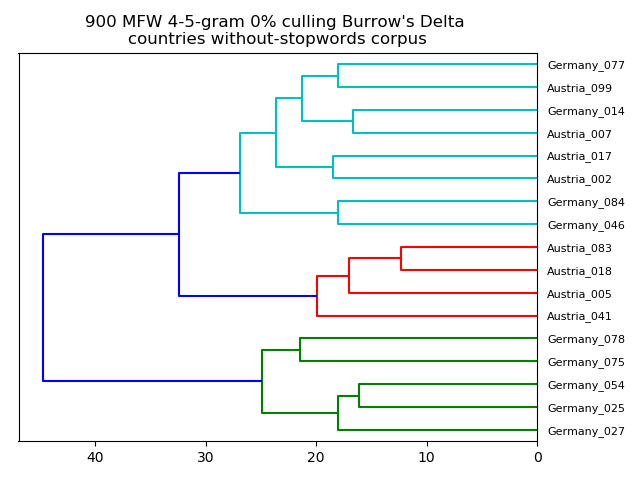 900 MFW 4-5-gram 0% culling Burrow's Delta
countries without-stopwords corpus
Germany_077
Austria_099
Germany_014
Austria_007
Austria_017
Austria_002
Germany_084
Germany_046
Austria_083
Austria_018
Austria_005
Austria_041
Germany_078
Germany_075
Germany_054
Germany_025
Germany_027
40 30 20 10 0